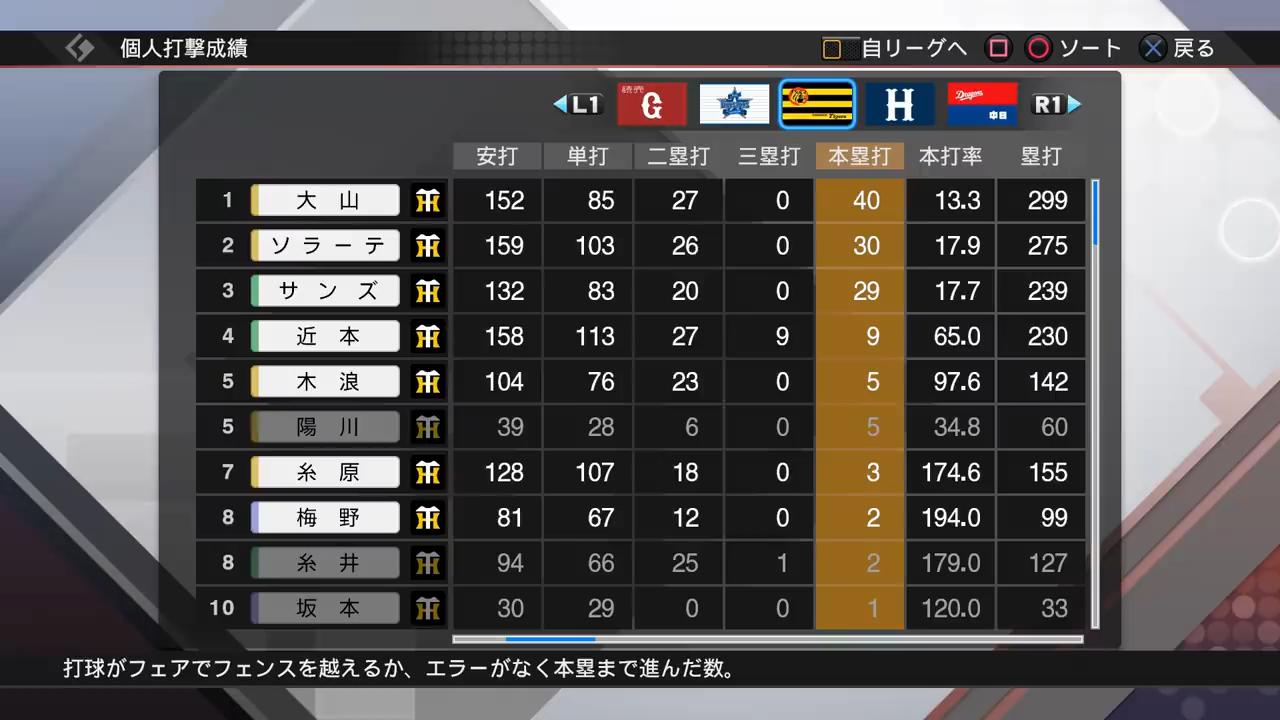 個人打撃成績 自リーグへ ソート 戻る
L1 読売 G Tigers H Dragons 中日 R1
安打 単打 二塁打 三塁打 本塁打 本打率 塁打
1 大山 152 85 27 0 40 13.3 299
2 ソラーテ 159 103 26 0 30 17.9 275
3 サンズ 132 83 20 0 29 17.7 239
4 近本 158 113 27 9 9 65.0 230
5 木浪 104 76 23 0 5 97.6 142
5 陽川 39 28 6 0 5 34.8 60
7 糸原 128 107 18 0 3 174.6 155
8 梅野 81 67 12 0 2 194.0 99
8 糸井 94 66 25 1 2 179.0 127
10 坂本 30 29 0 0 1 120.0 33
打球がフェアでフェンスを越えるか、エラーがなく本塁まで進んだ数。